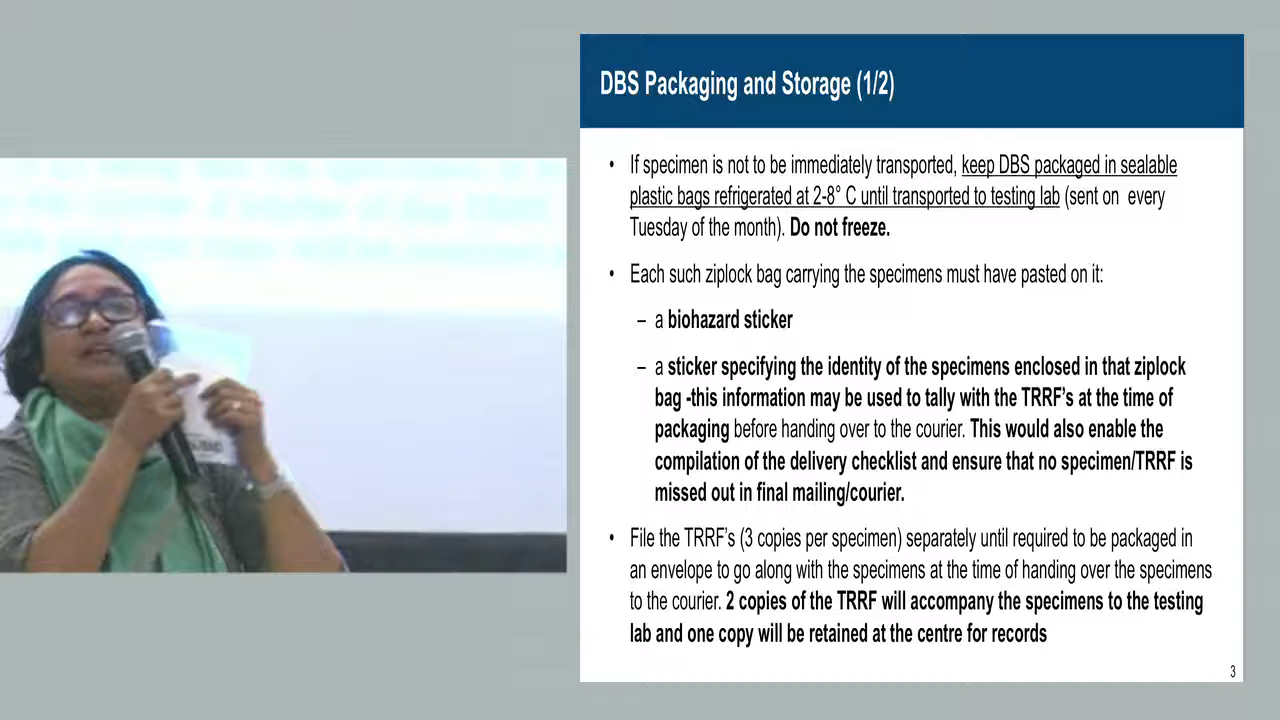 DBS Packaging and Storage (1/2)
• If specimen is not to be immediately transported, keep DBS packaged in sealable
plastic bags refrigerated at 2-8° C until transported to testing lab (sent on every
Tuesday of the month). Do not freeze.
• Each such ziplock bag carrying the specimens must have pasted on it:
– a biohazard sticker
– a sticker specifying the identity of the specimens enclosed in that ziplock
bag -this information may be used to tally with the TRRF's at the time of
packaging before handing over to the courier. This would also enable the
compilation of the delivery checklist and ensure that no specimen/TRRF is
missed out in final mailing/courier.
• File the TRRF's (3 copies per specimen) separately until required to be packaged in
an envelope to go along with the specimens at the time of handing over the specimens
to the courier. 2 copies of the TRRF will accompany the specimens to the testing
lab and one copy will be retained at the centre for records
3